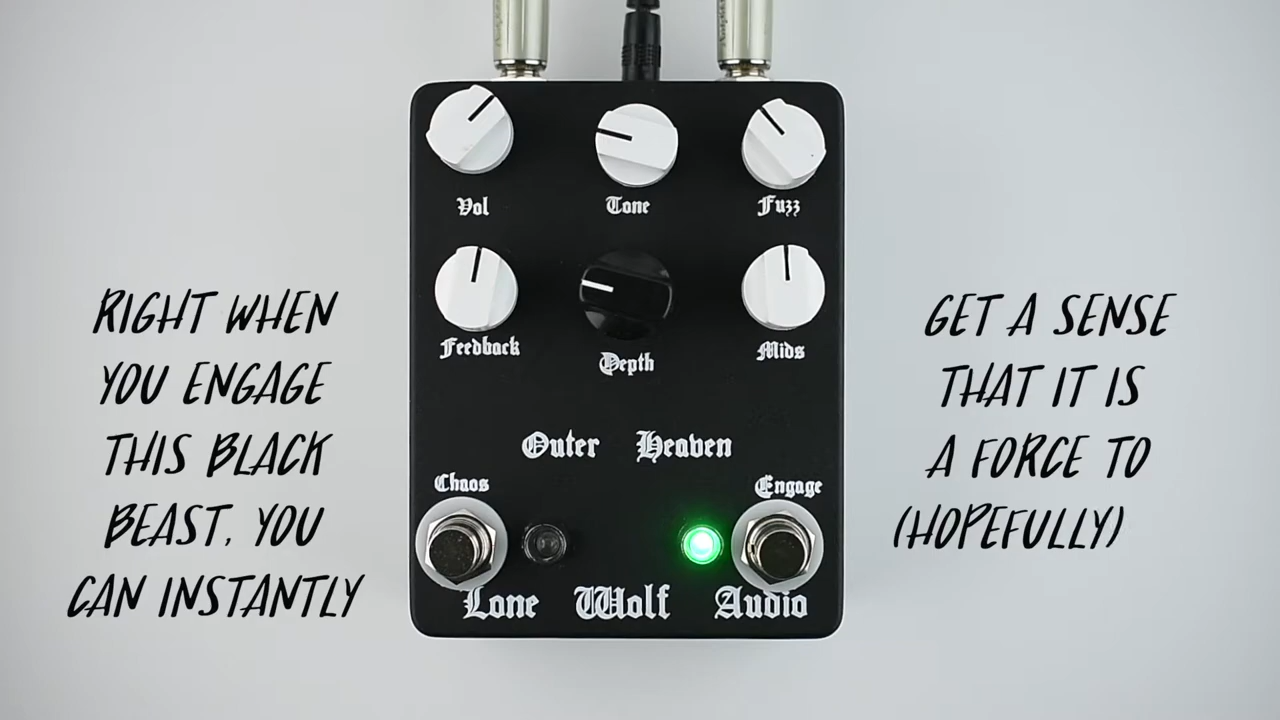 Vol Tone Fuzz
Feedback Depth Mids
Outer Heaven
Chaos Engage
Lone Wolf Audio
RIGHT WHEN
YOU ENGAGE
THIS BLACK
BEAST, YOU
CAN INSTANTLY
GET A SENSE
THAT IT IS
A FORCE TO
(HOPEFULLY)